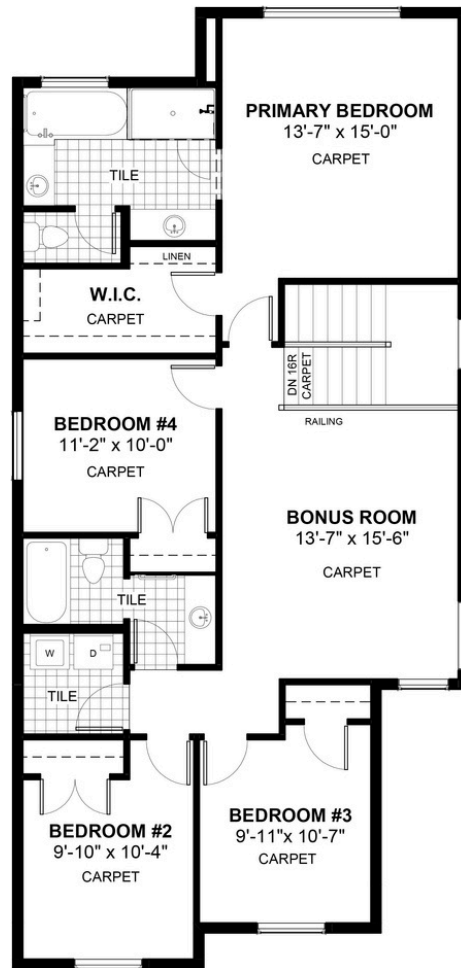 PRIMARY BEDROOM
13'-7" x 15'-0"
CARPET
TILE
LINEN
W.I.C.
CARPET
DN 16R
CARPET
RAILING
BEDROOM #4
11'-2" x 10'-0"
CARPET
BONUS ROOM
13'-7" x 15'-6"
CARPET
TILE
W
D
TILE
BEDROOM #2
9'-10" x 10'-4"
CARPET
BEDROOM #3
9'-11"x 10'-7"
CARPET